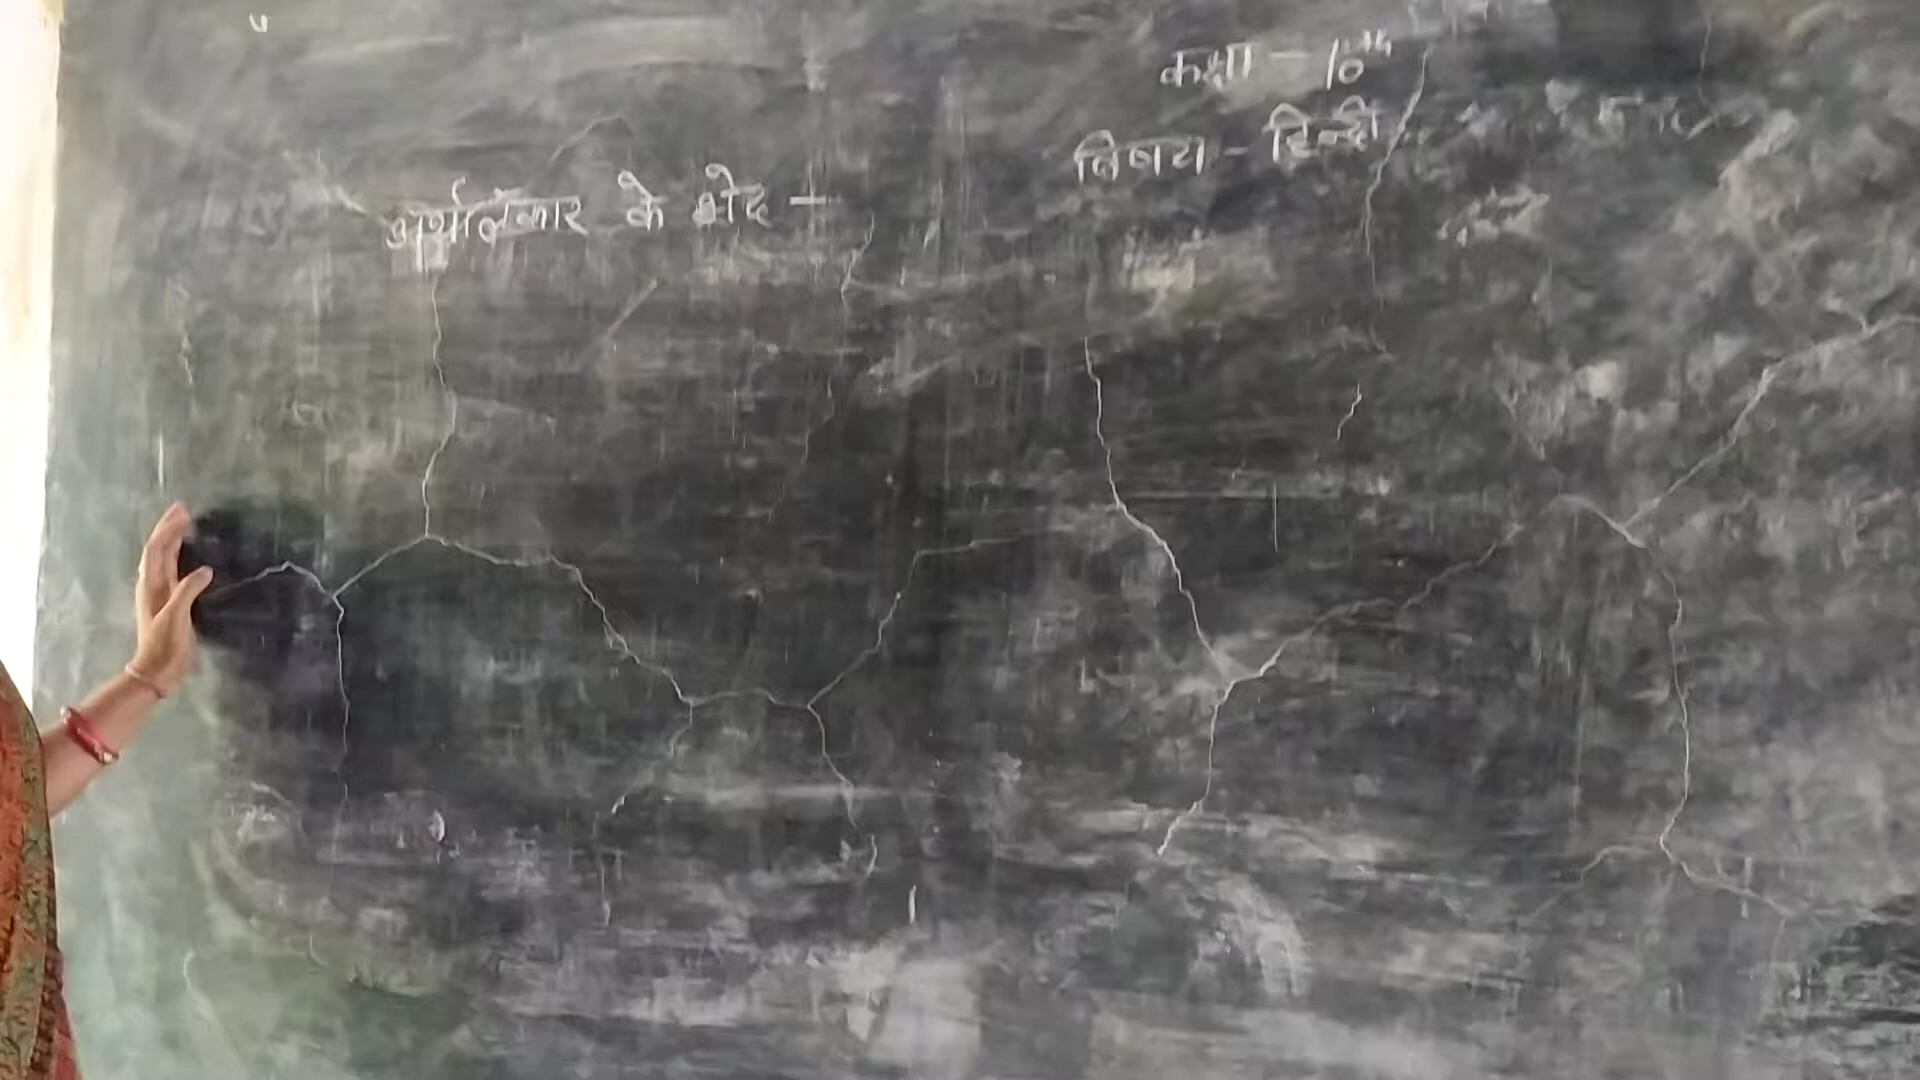 कक्षा - 10th
विषय - हिन्दी
अर्थालंकार के भेद -